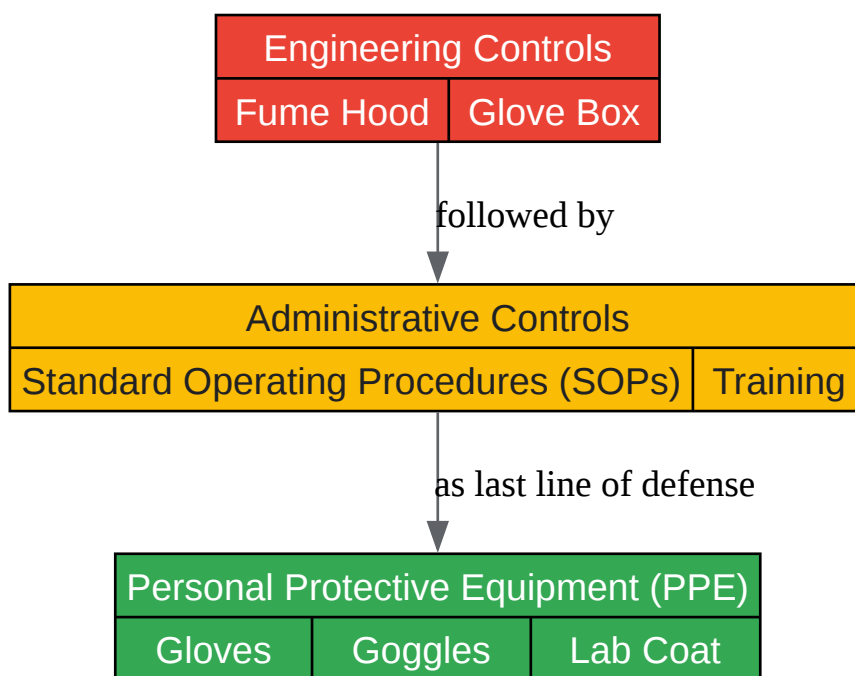 Engineering Controls
Fume Hood Glove Box
followed by
Administrative Controls
Standard Operating Procedures (SOPs) Training
as last line of defense
Personal Protective Equipment (PPE)
Gloves Goggles Lab Coat